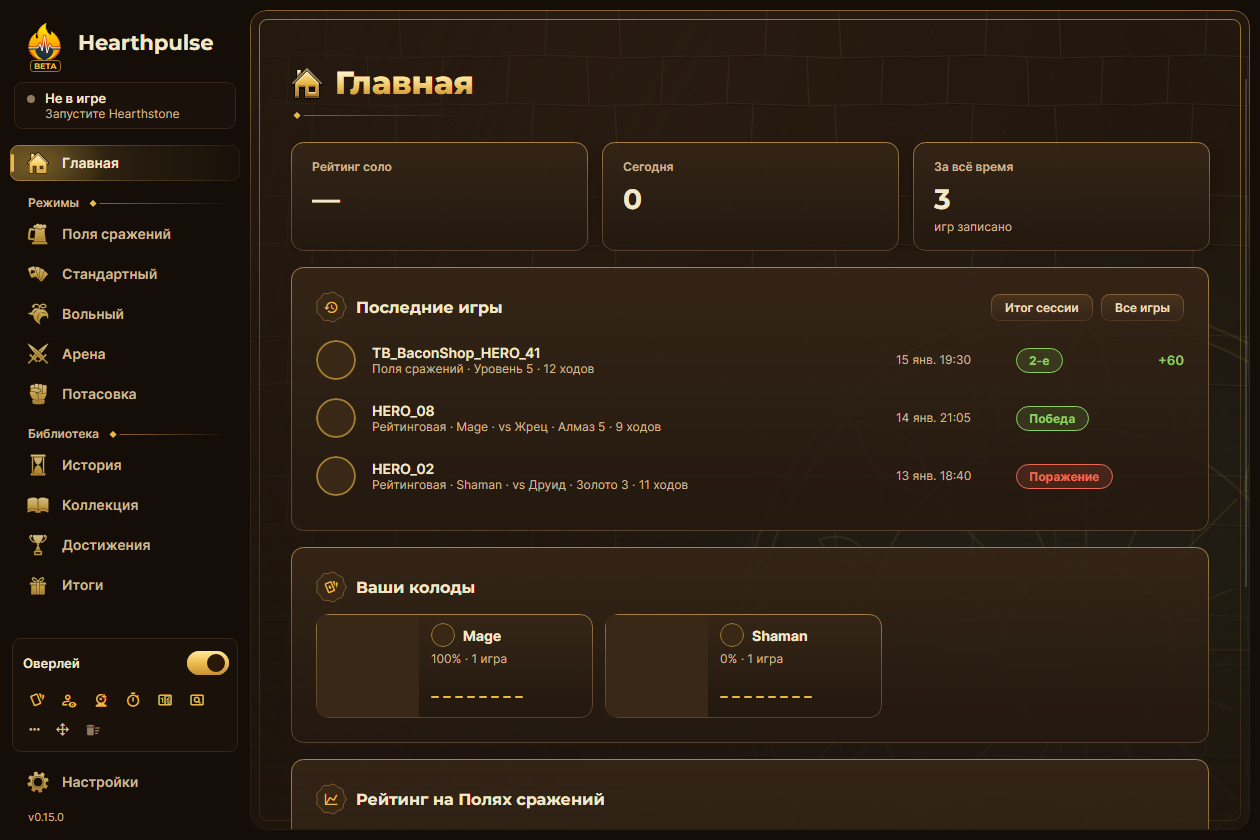 Hearthpulse
BETA
Не в игре
Запустите Hearthstone
Главная
Режимы
Поля сражений
Стандартный
Вольный
Арена
Потасовка
Библиотека
История
Коллекция
Достижения
Итоги
Оверлей
Настройки
v0.15.0
Главная
Рейтинг соло
—
Сегодня
0
За всё время
3
игр записано
Последние игры
Итог сессии
Все игры
TB_BaconShop_HERO_41
Поля сражений · Уровень 5 · 12 ходов
15 янв. 19:30
2-е
+60
HERO_08
Рейтинговая · Mage · vs Жрец · Алмаз 5 · 9 ходов
14 янв. 21:05
Победа
HERO_02
Рейтинговая · Shaman · vs Друид · Золото 3 · 11 ходов
13 янв. 18:40
Поражение
Ваши колоды
Mage
100% · 1 игра
Shaman
0% · 1 игра
Рейтинг на Полях сражений